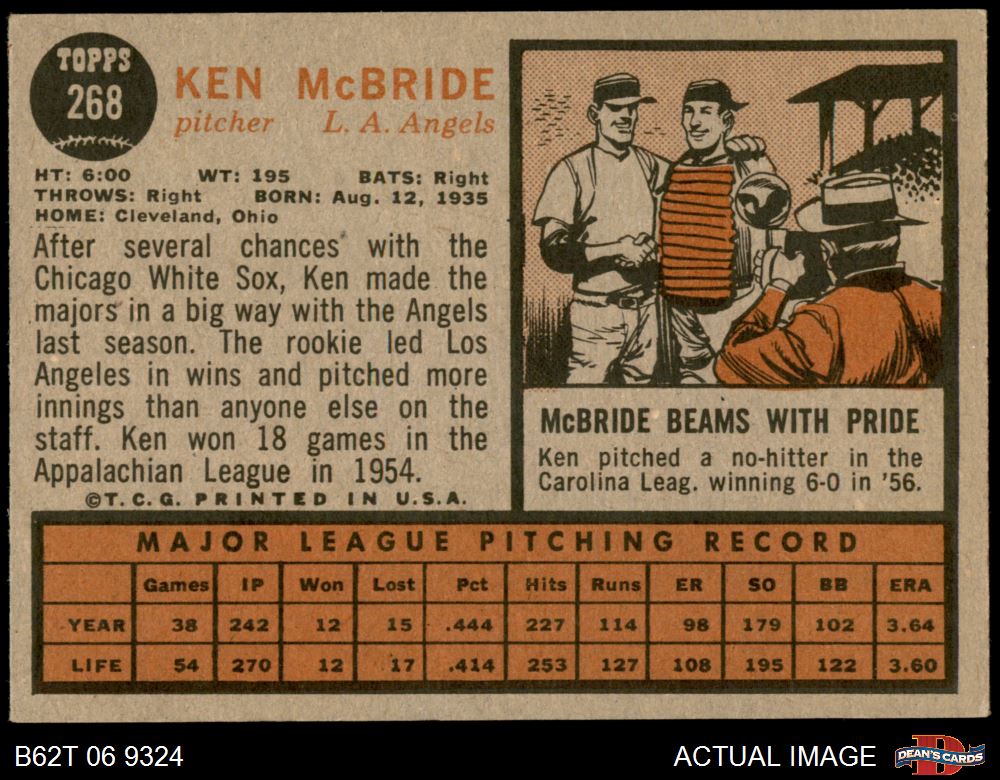 TOPPS
268
KEN McBRIDE
pitcher L. A. Angels
HT: 6:00 WT: 195 BATS: Right
THROWS: Right BORN: Aug. 12, 1935
HOME: Cleveland, Ohio
After several chances with the
Chicago White Sox, Ken made the
majors in a big way with the Angels
last season. The rookie led Los
Angeles in wins and pitched more
innings than anyone else on the
staff. Ken won 18 games in the
Appalachian League in 1954.
©T.C.G. PRINTED IN U.S.A.
McBRIDE BEAMS WITH PRIDE
Ken pitched a no-hitter in the
Carolina Leag. winning 6-0 in '56.
MAJOR LEAGUE PITCHING RECORD
Games IP Won Lost Pct Hits Runs ER SO BB ERA
YEAR 38 242 12 15 .444 227 114 98 179 102 3.64
LIFE 54 270 12 17 .414 253 127 108 195 122 3.60
B62T 06 9324
ACTUAL IMAGE
D
DEAN'S CARDS